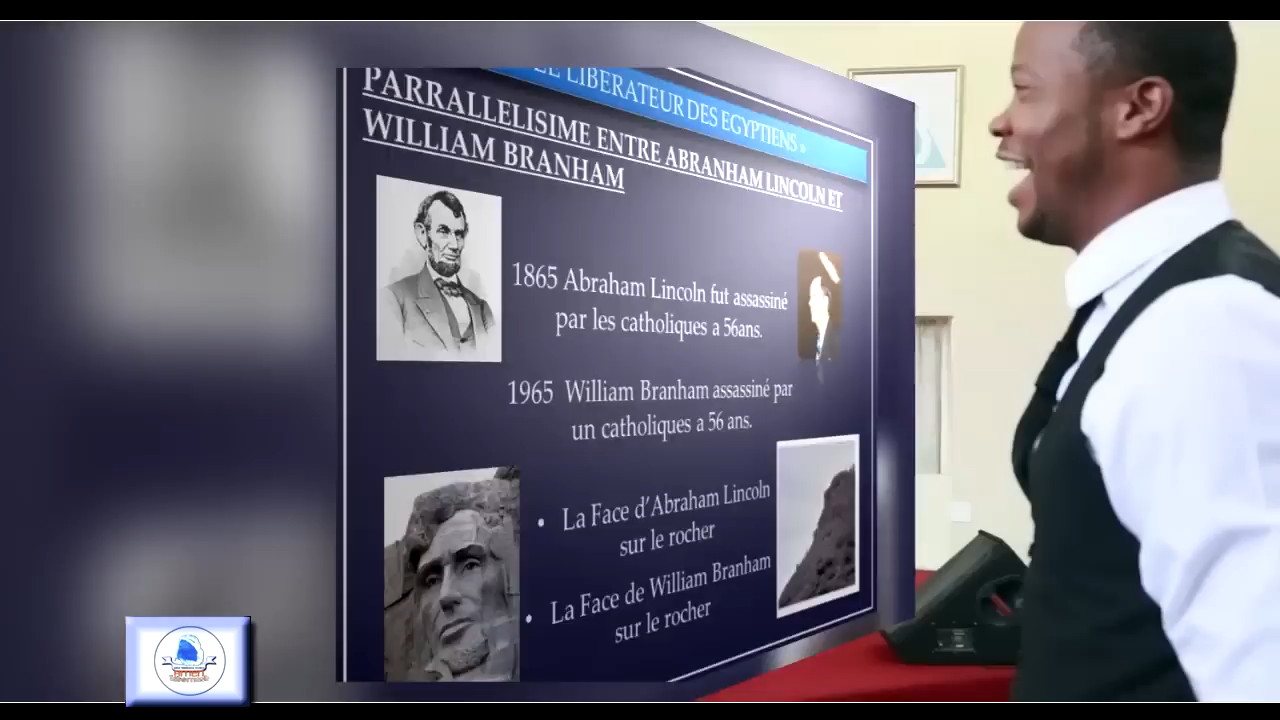 LE LIBERATEUR DES EGYPTIENS »
PARRALLELISIME ENTRE ABRANHAM LINCOLN ET
WILLIAM BRANHAM
1865 Abraham Lincoln fut assassiné
par les catholiques a 56ans.
1965 William Branham assassiné par
un catholiques a 56 ans.
• La Face d'Abraham Lincoln
sur le rocher
• La Face de William Branham
sur le rocher